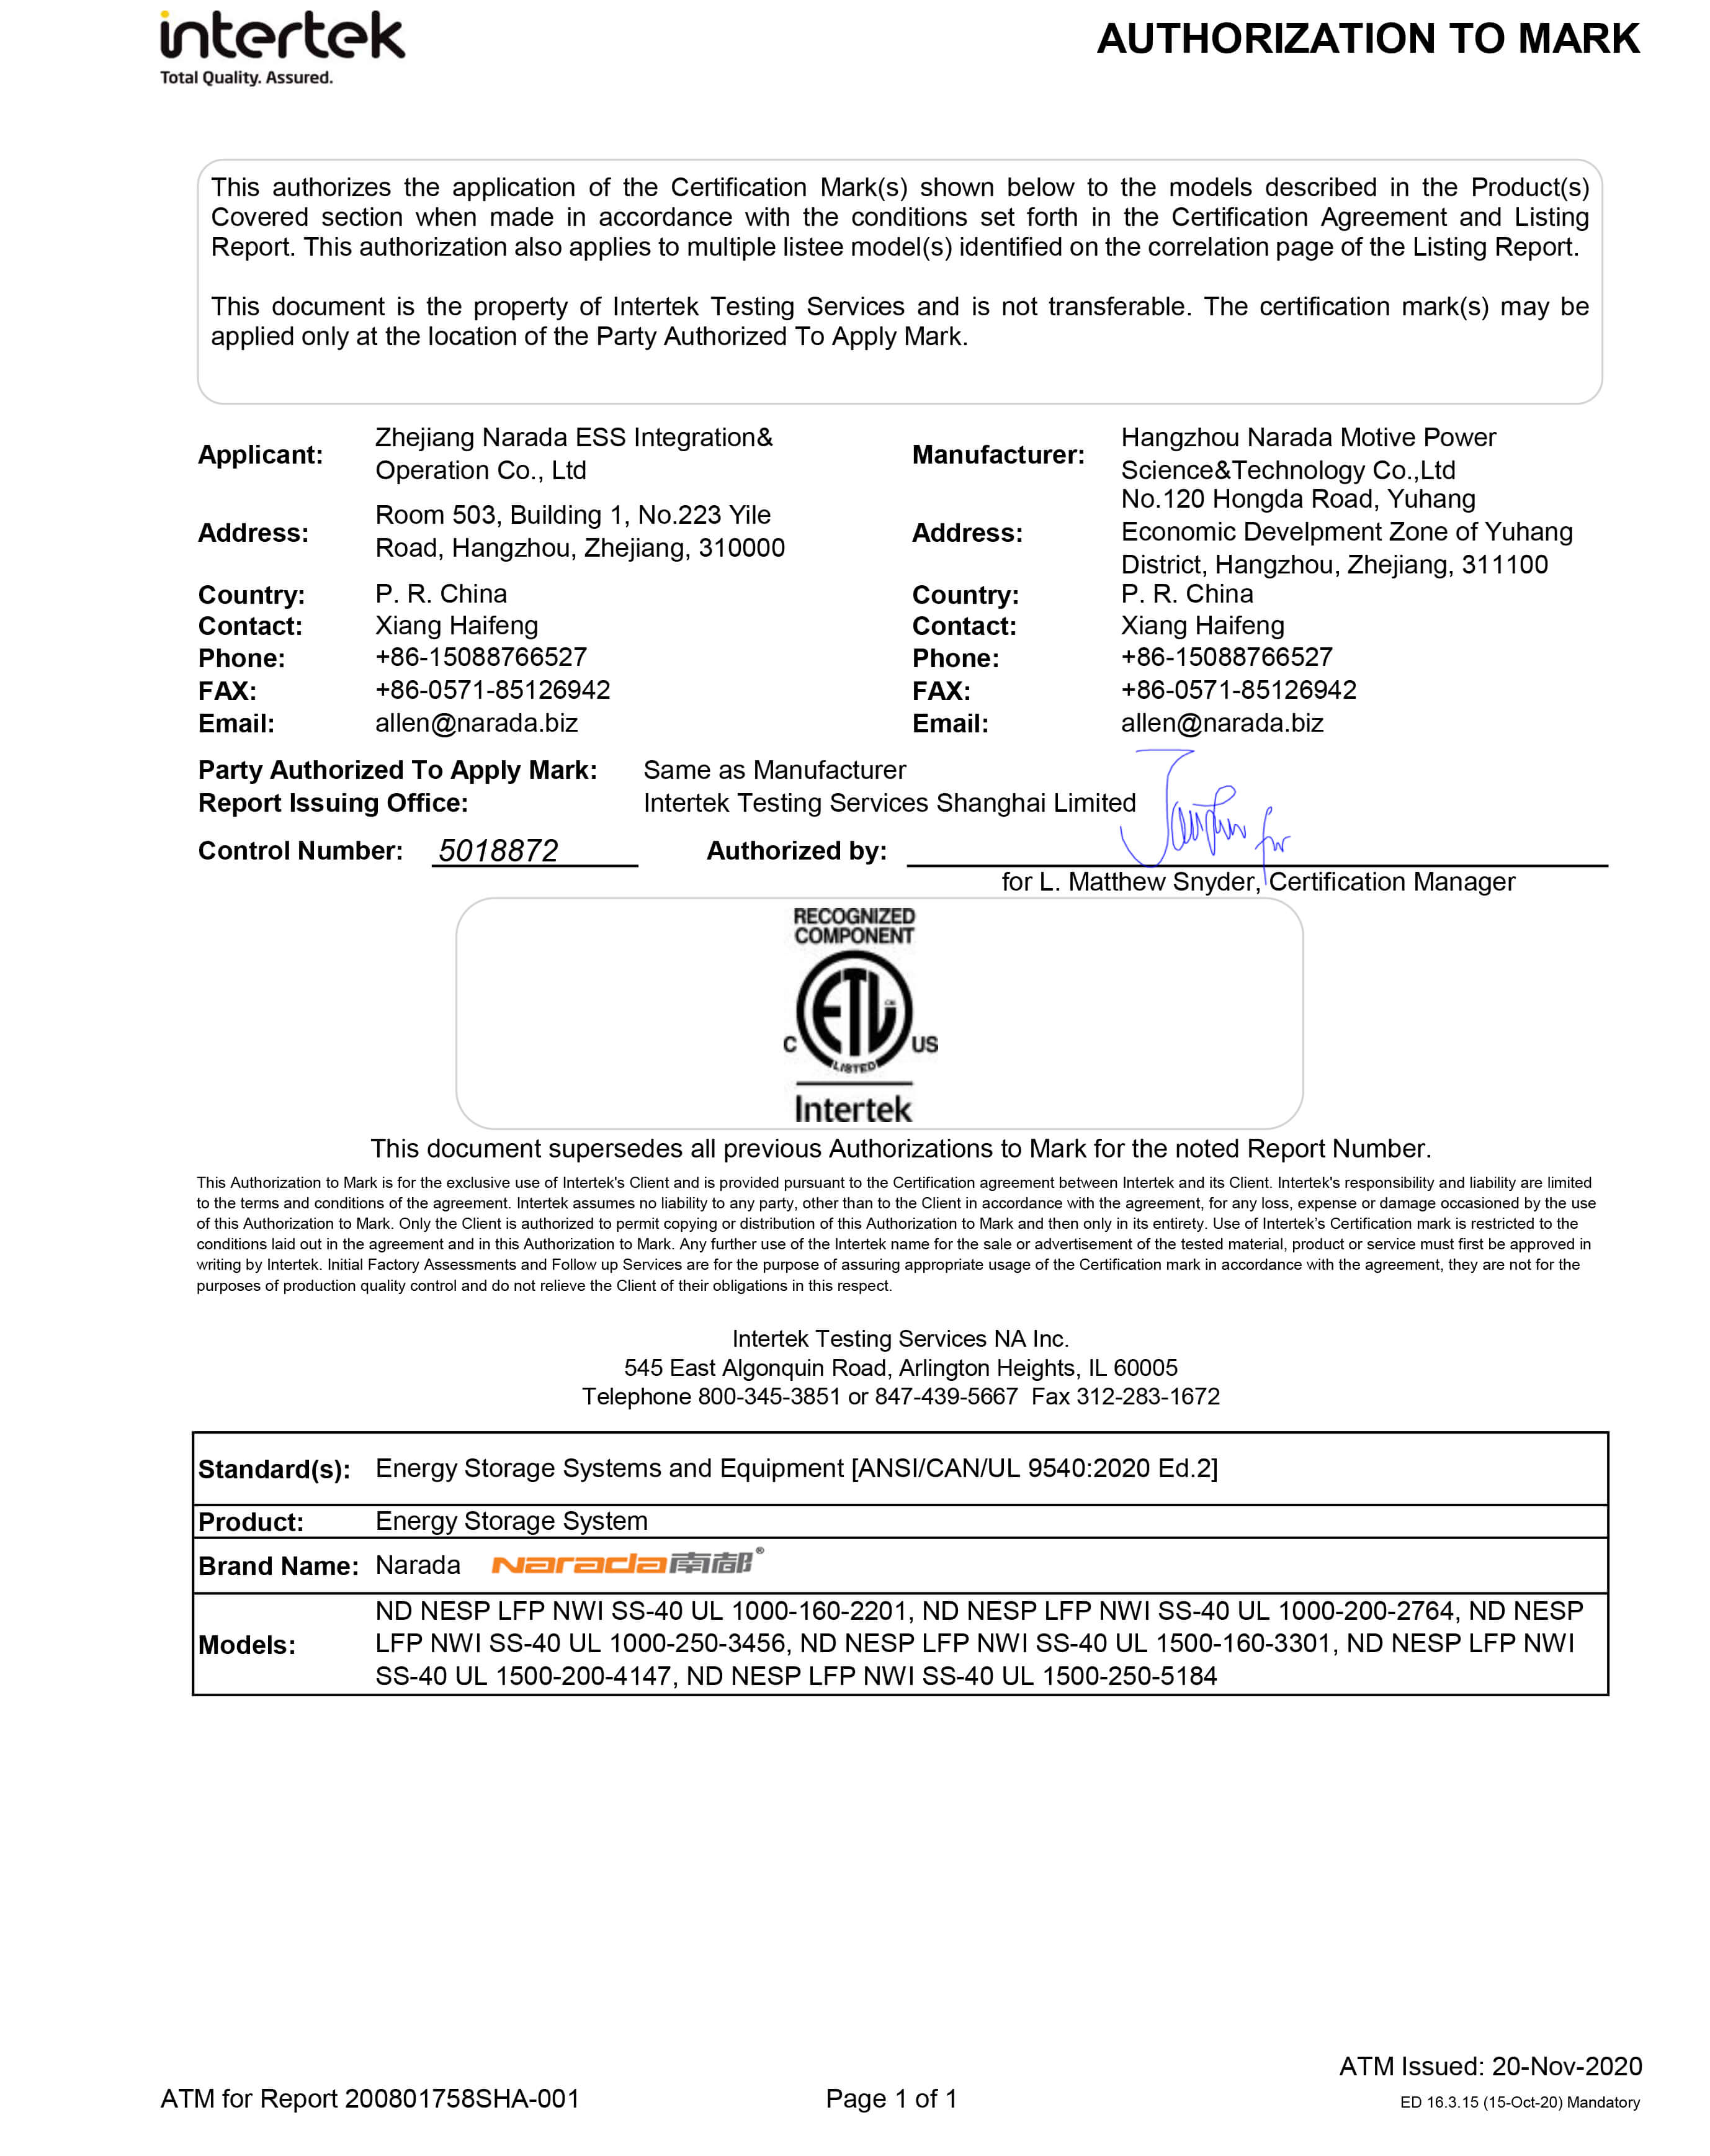 intertek
Total Quality. Assured.
AUTHORIZATION TO MARK
This authorizes the application of the Certification Mark(s) shown below to the models described in the Product(s)
Covered section when made in accordance with the conditions set forth in the Certification Agreement and Listing
Report. This authorization also applies to multiple listee model(s) identified on the correlation page of the Listing Report.
This document is the property of Intertek Testing Services and is not transferable. The certification mark(s) may be
applied only at the location of the Party Authorized To Apply Mark.
Applicant: Zhejiang Narada ESS Integration&
Operation Co., Ltd
Address: Room 503, Building 1, No.223 Yile
Road, Hangzhou, Zhejiang, 310000
Country: P. R. China
Contact: Xiang Haifeng
Phone: +86-15088766527
FAX: +86-0571-85126942
Email: allen@narada.biz
Manufacturer: Hangzhou Narada Motive Power
Science&Technology Co.,Ltd
Address: No.120 Hongda Road, Yuhang
Economic Develpment Zone of Yuhang
District, Hangzhou, Zhejiang, 311100
Country: P. R. China
Contact: Xiang Haifeng
Phone: +86-15088766527
FAX: +86-0571-85126942
Email: allen@narada.biz
Party Authorized To Apply Mark: Same as Manufacturer
Report Issuing Office: Intertek Testing Services Shanghai Limited
Control Number: 5018872 Authorized by:
for L. Matthew Snyder, Certification Manager
RECOGNIZED
COMPONENT
ETL
C US
LISTED
Intertek
This document supersedes all previous Authorizations to Mark for the noted Report Number.
This Authorization to Mark is for the exclusive use of Intertek's Client and is provided pursuant to the Certification agreement between Intertek and its Client. Intertek's responsibility and liability are limited
to the terms and conditions of the agreement. Intertek assumes no liability to any party, other than to the Client in accordance with the agreement, for any loss, expense or damage occasioned by the use
of this Authorization to Mark. Only the Client is authorized to permit copying or distribution of this Authorization to Mark and then only in its entirety. Use of Intertek’s Certification mark is restricted to the
conditions laid out in the agreement and in this Authorization to Mark. Any further use of the Intertek name for the sale or advertisement of the tested material, product or service must first be approved in
writing by Intertek. Initial Factory Assessments and Follow up Services are for the purpose of assuring appropriate usage of the Certification mark in accordance with the agreement, they are not for the
purposes of production quality control and do not relieve the Client of their obligations in this respect.
Intertek Testing Services NA Inc.
545 East Algonquin Road, Arlington Heights, IL 60005
Telephone 800-345-3851 or 847-439-5667 Fax 312-283-1672
Standard(s): Energy Storage Systems and Equipment [ANSI/CAN/UL 9540:2020 Ed.2]
Product: Energy Storage System
Brand Name: Narada Narada南都®
Models: ND NESP LFP NWI SS-40 UL 1000-160-2201, ND NESP LFP NWI SS-40 UL 1000-200-2764, ND NESP
LFP NWI SS-40 UL 1000-250-3456, ND NESP LFP NWI SS-40 UL 1500-160-3301, ND NESP LFP NWI
SS-40 UL 1500-200-4147, ND NESP LFP NWI SS-40 UL 1500-250-5184
ATM Issued: 20-Nov-2020
ATM for Report 200801758SHA-001 Page 1 of 1 ED 16.3.15 (15-Oct-20) Mandatory